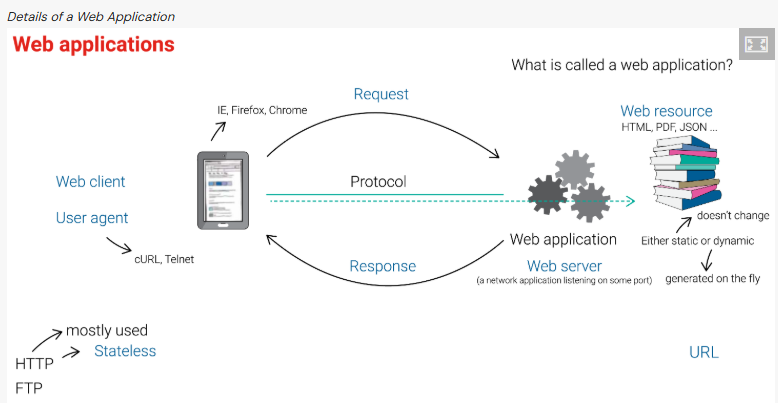 Details of a Web Application
Web applications
What is called a web application?
Request
IE, Firefox, Chrome
Web resource
HTML, PDF, JSON ...
Web client
Protocol
User agent
doesn't change
cURL, Telnet
Web application
Either static or dynamic
Response
Web server
(a network application listening on some port)
generated on the fly
mostly used
HTTP
Stateless
URL
FTP